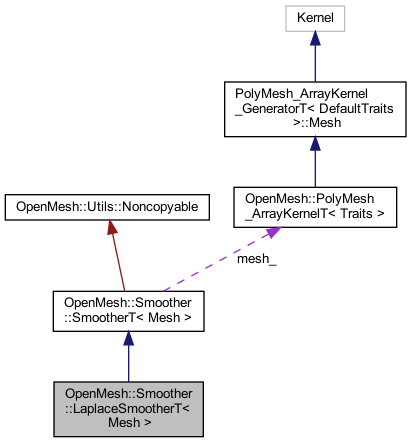 Kernel
PolyMesh_ArrayKernel
_GeneratorT< DefaultTraits
>::Mesh
OpenMesh::PolyMesh
_ArrayKernelT< Traits >
OpenMesh::Utils::Noncopyable
mesh_
OpenMesh::Smoother
::SmootherT< Mesh >
OpenMesh::Smoother
::LaplaceSmootherT<
Mesh >